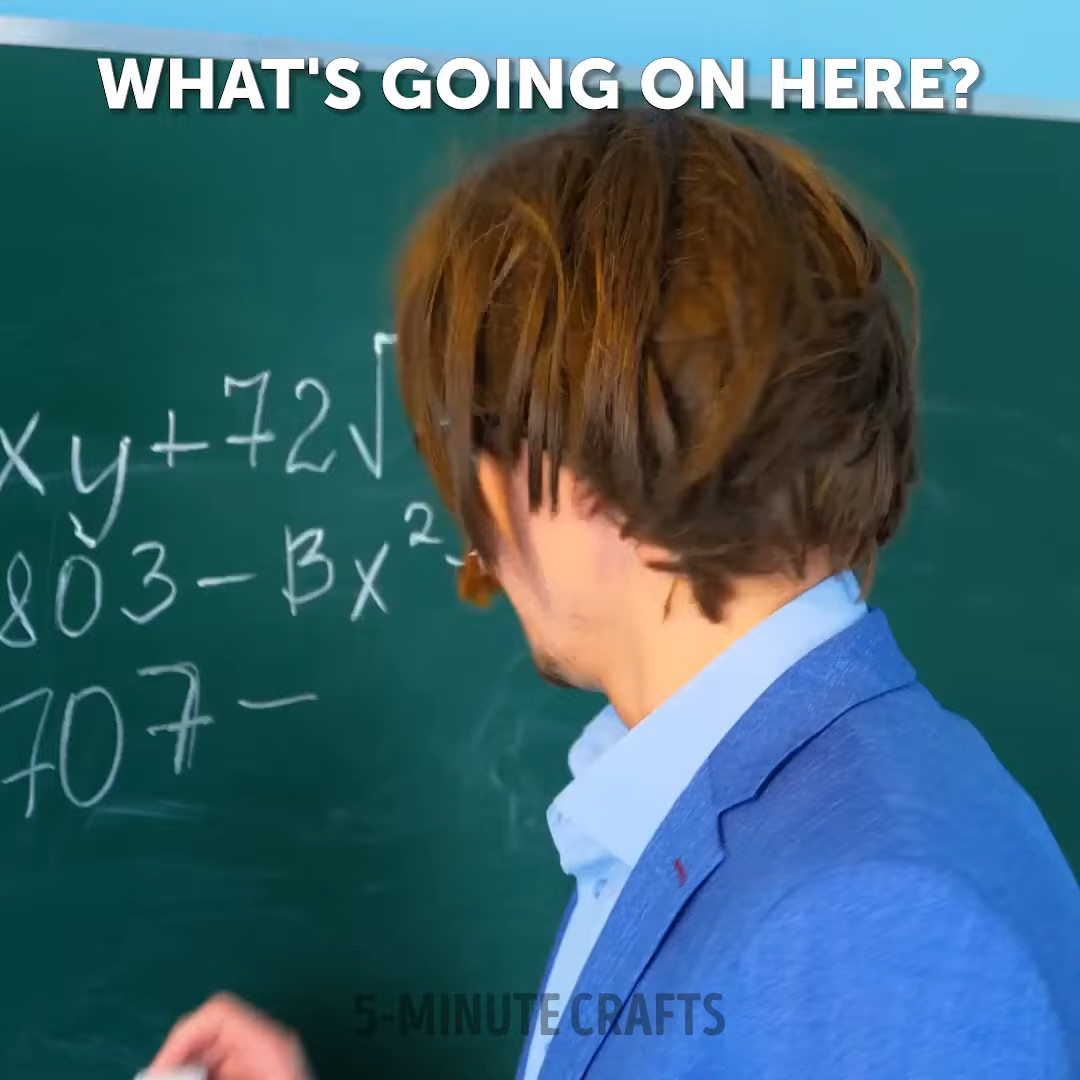 WHAT'S GOING ON HERE?
xy+72√
803-Bx²-
707-
5-MINUTE CRAFTS